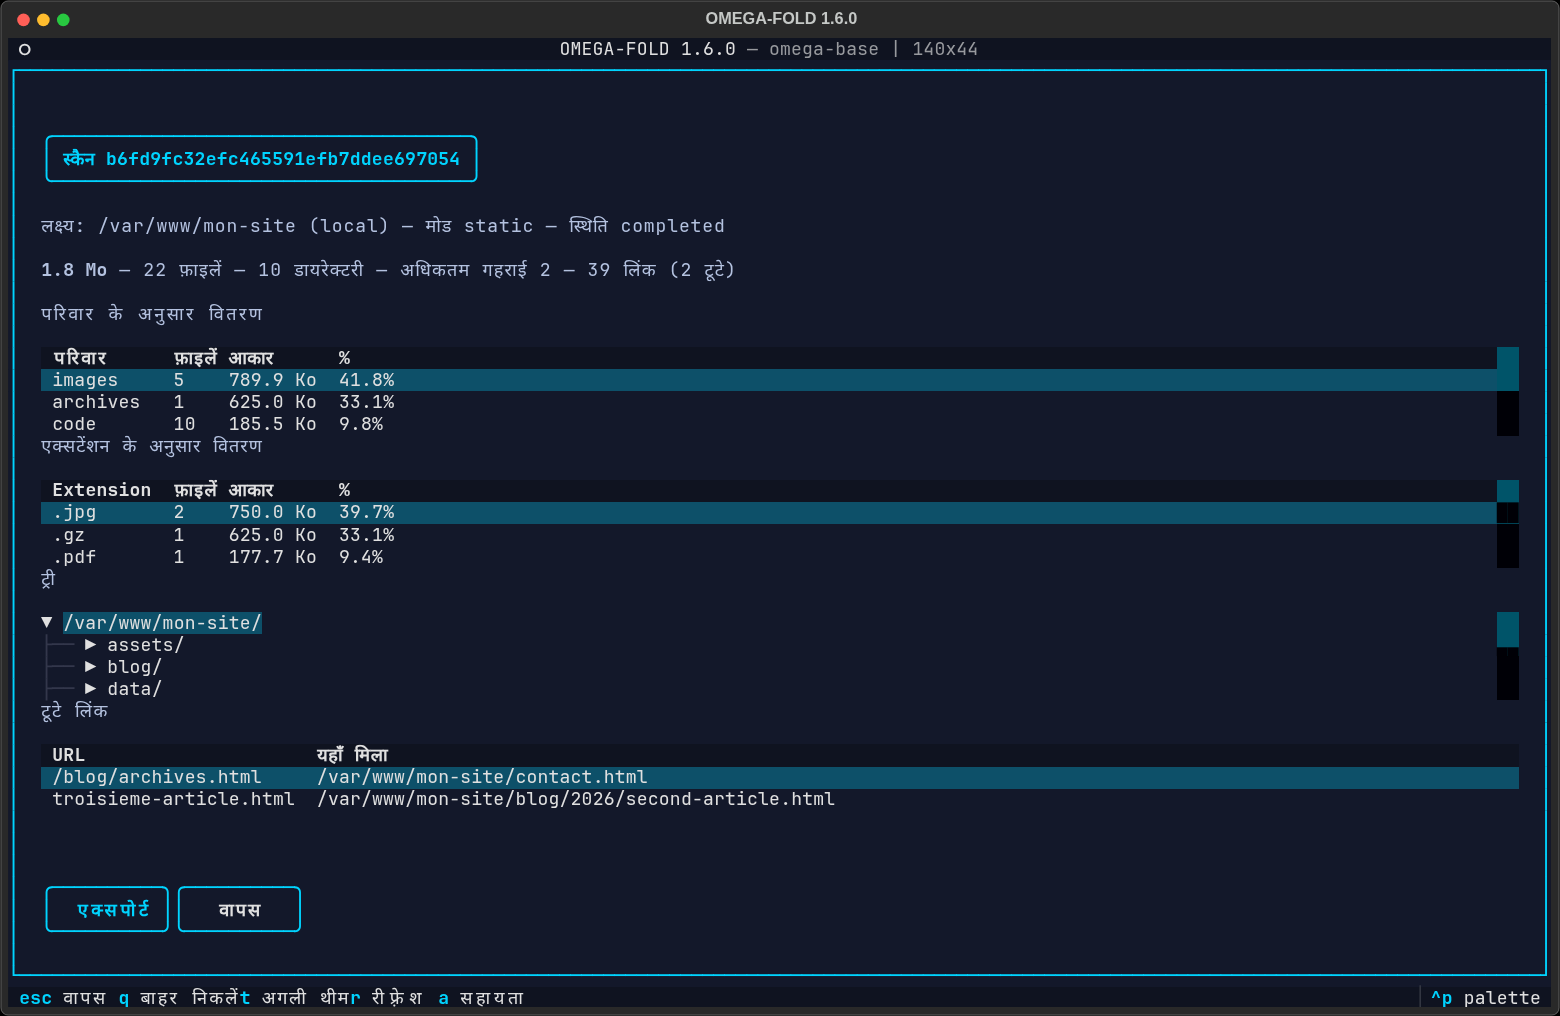 OMEGA-FOLD 1.6.0
OMEGA-FOLD 1.6.0 — omega-base | 140x44
स्कैन b6fd9fc32efc465591efb7ddee697054
लक्ष्य: /var/www/mon-site (local) — मोड static — स्थिति completed
1.8 Mo — 22 फ़ाइलें — 10 डायरेक्टरी — अधिकतम गहराई 2 — 39 लिंक (2 टूटे)
परिवार के अनुसार वितरण
परिवार फ़ाइलें आकार %
images 5 789.9 Ko 41.8%
archives 1 625.0 Ko 33.1%
code 10 185.5 Ko 9.8%
एक्सटेंशन के अनुसार वितरण
Extension फ़ाइलें आकार %
.jpg 2 750.0 Ko 39.7%
.gz 1 625.0 Ko 33.1%
.pdf 1 177.7 Ko 9.4%
ट्री
▼ /var/www/mon-site/
▶ assets/
▶ blog/
▶ data/
टूटे लिंक
URL यहाँ मिला
/blog/archives.html /var/www/mon-site/contact.html
troisieme-article.html /var/www/mon-site/blog/2026/second-article.html
एक्सपोर्ट वापस
esc वापस q बाहर निकलें t अगली थीम r रीफ़्रेश a सहायता ^p palette